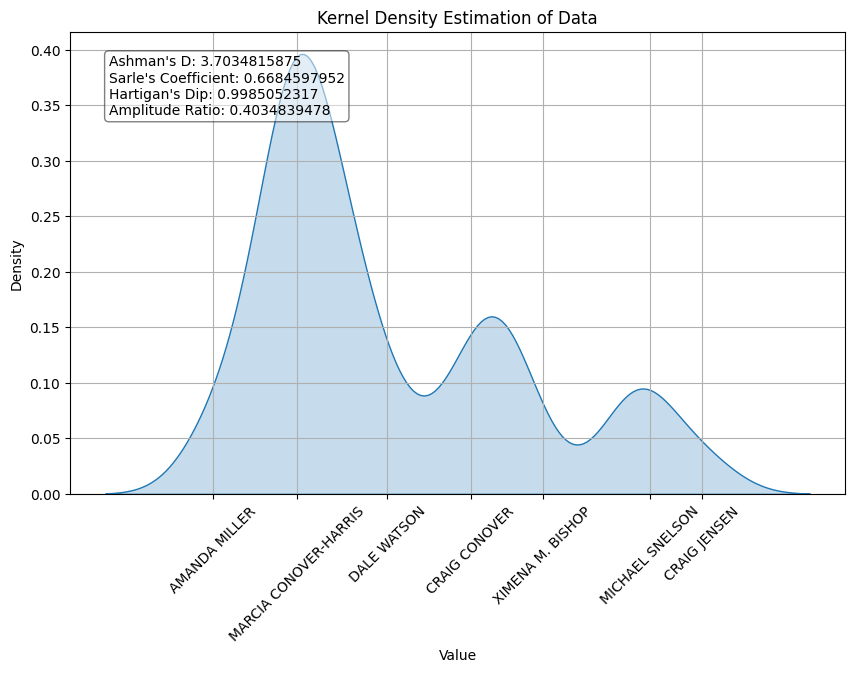 Kernel Density Estimation of Data
Ashman's D: 3.7034815875
Sarle's Coefficient: 0.6684597952
Hartigan's Dip: 0.9985052317
Amplitude Ratio: 0.4034839478
Density
0.40
0.35
0.30
0.25
0.20
0.15
0.10
0.05
0.00
AMANDA MILLER
MARCIA CONOVER-HARRIS
DALE WATSON
CRAIG CONOVER
XIMENA M. BISHOP
MICHAEL SNELSON
CRAIG JENSEN
Value